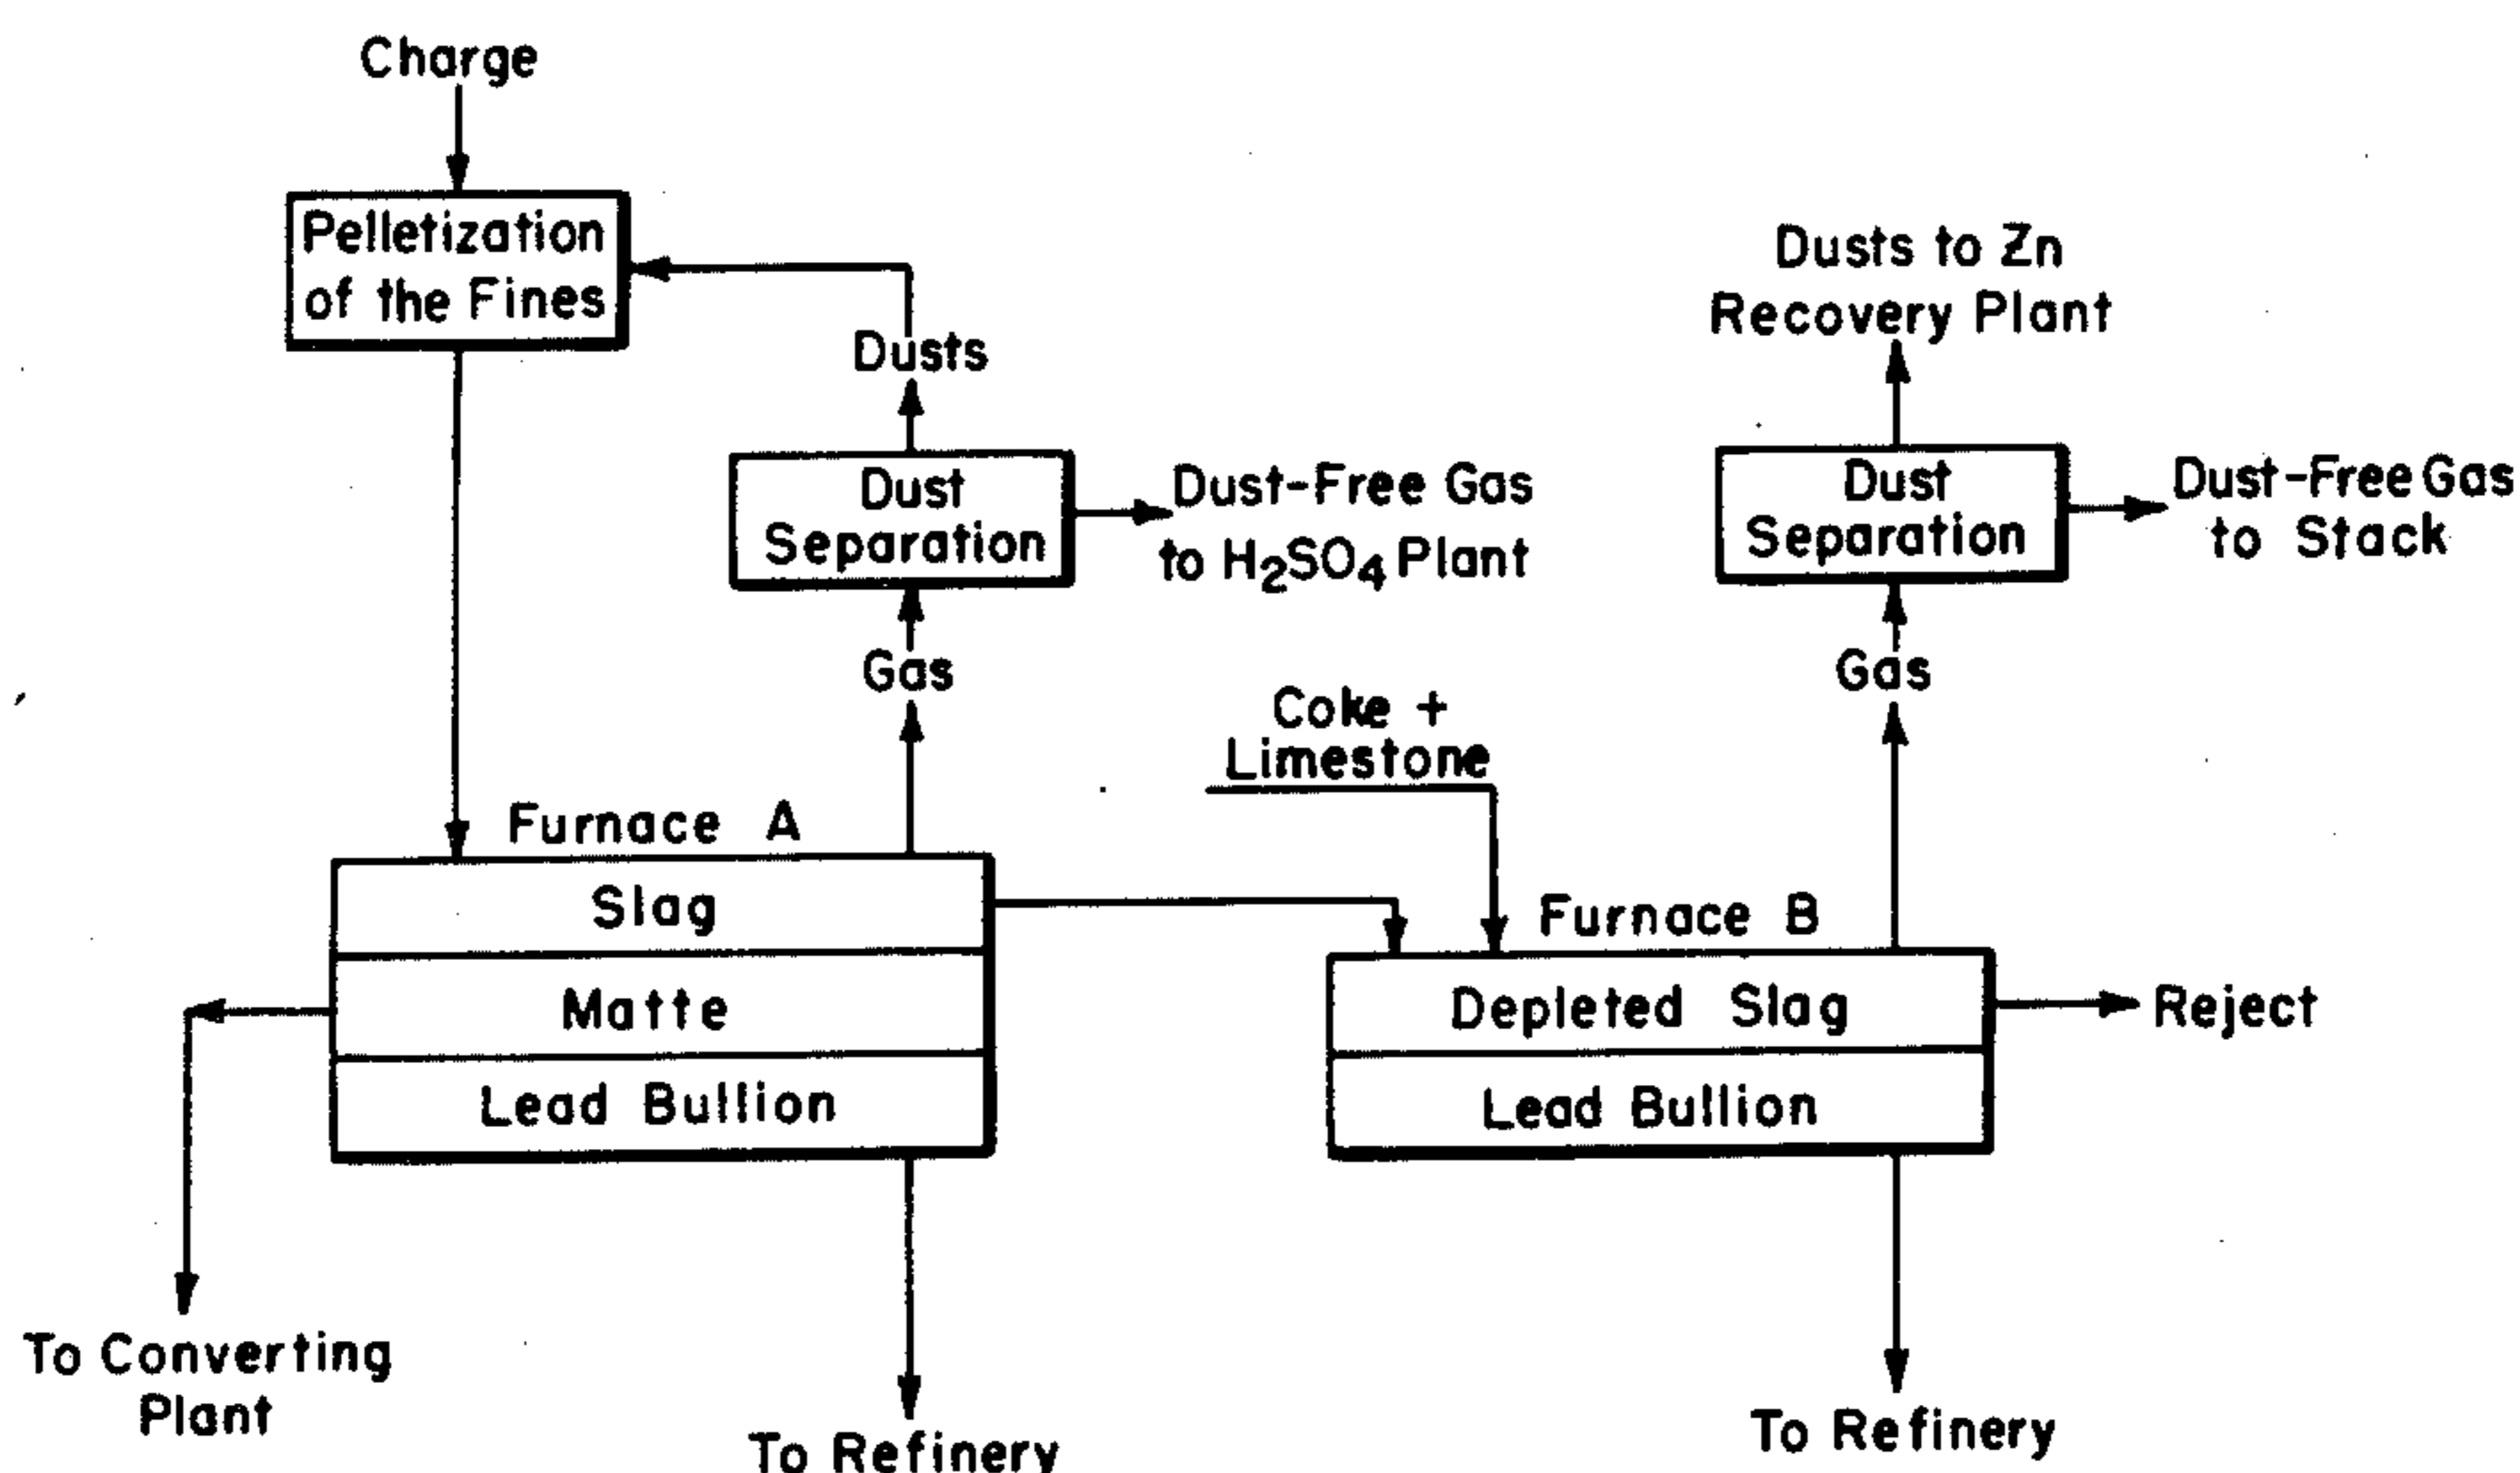 Charge
Pelletization
of the Fines
Dusts
Dust
Separation
Dust-Free Gas
to H₂SO₄ Plant
Gas
Dusts to Zn
Recovery Plant
Dust
Separation
Dust-Free Gas
to Stack
Gas
Coke +
Limestone
Furnace A
Slag
Matte
Lead Bullion
Furnace B
Depleted Slag
Lead Bullion
Reject
To Converting
Plant
To Refinery
To Refinery